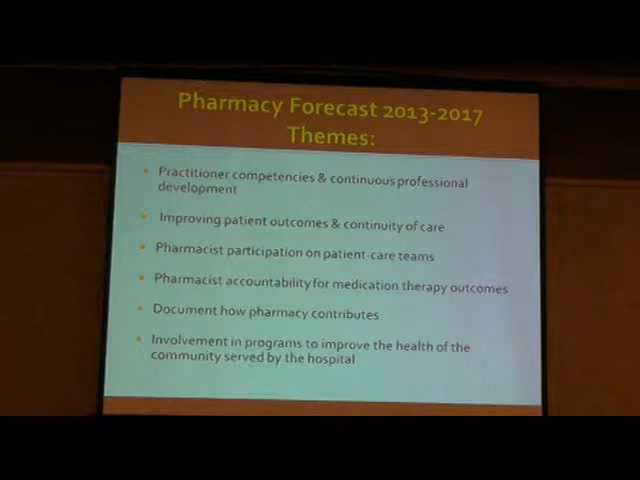 Pharmacy Forecast 2013-2017
Themes:
Practitioner competencies & continuous professional
development
Improving patient outcomes & continuity of care
Pharmacist participation on patient-care teams
Pharmacist accountability for medication therapy outcomes
Document how pharmacy contributes
Involvement in programs to improve the health of the
community served by the hospital